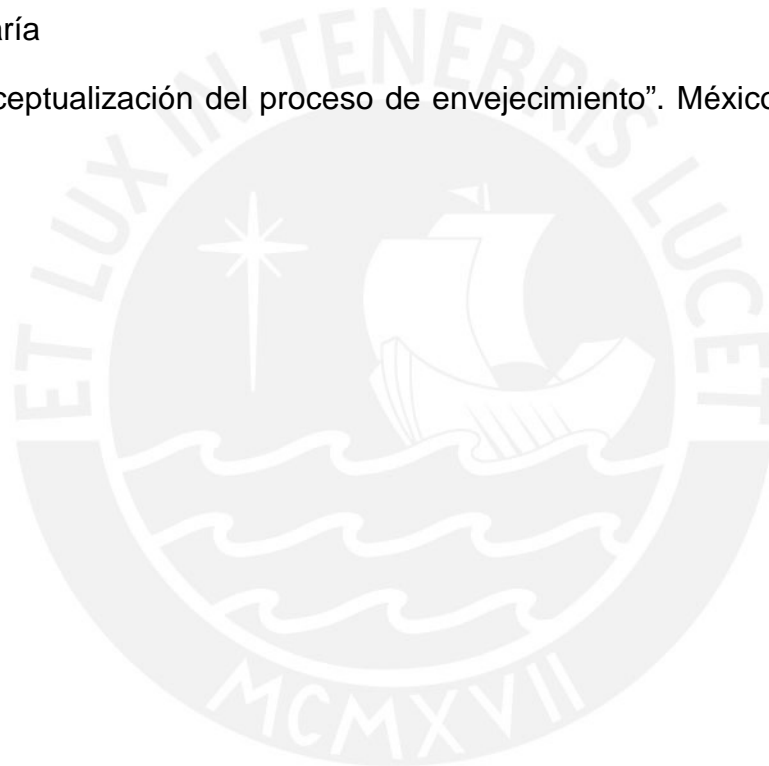 aría
ceptualización del proceso de envejecimiento”. México
ET LUX IN TENEBRIS LUCET
MCMXVII